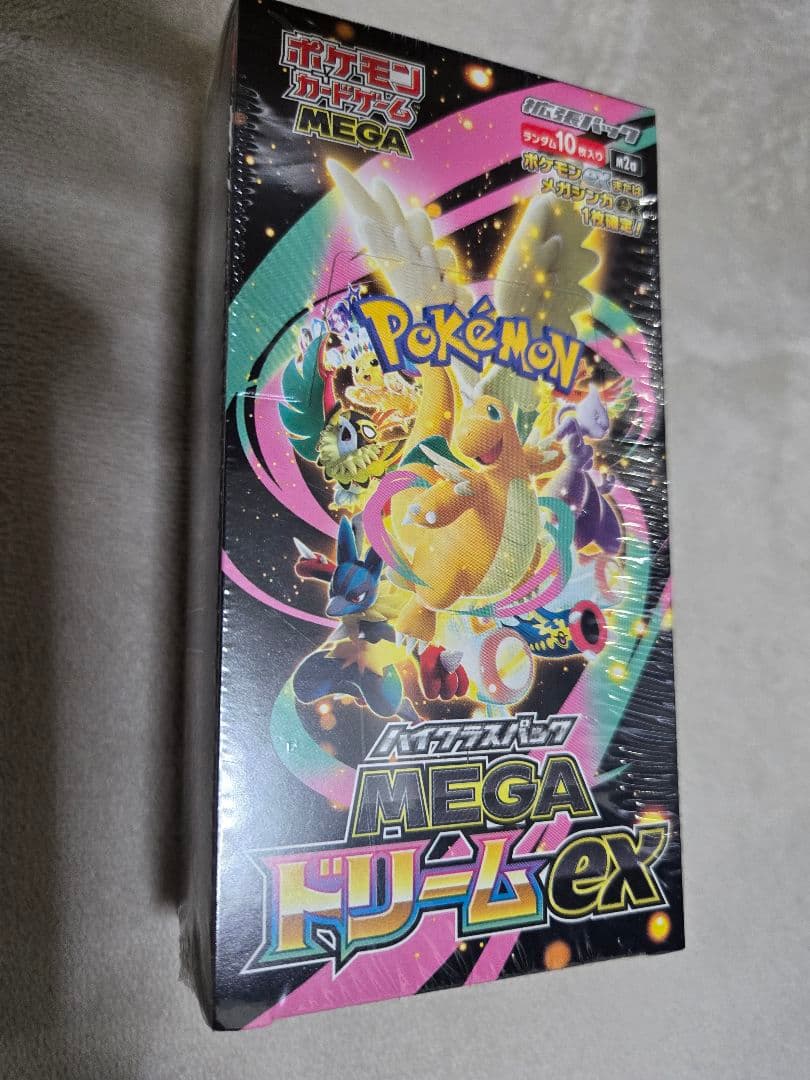 ポケモン
カードゲーム
MEGA
拡張パック
ランダム10枚入り
M2a
ポケモンexまたは
メガシンカex
1枚確定!
POKÉMON
ハイクラスパック
MEGA
ドリームex